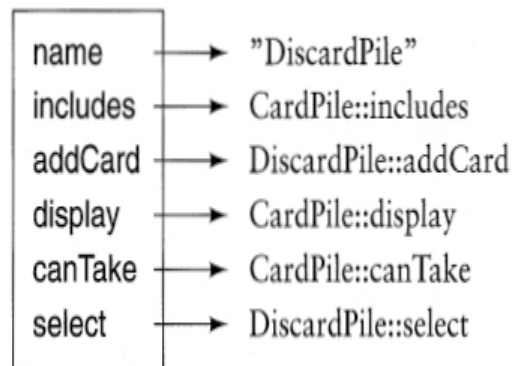 name ”DiscardPile”
includes CardPile::includes
addCard DiscardPile::addCard
display CardPile::display
canTake CardPile::canTake
select DiscardPile::select